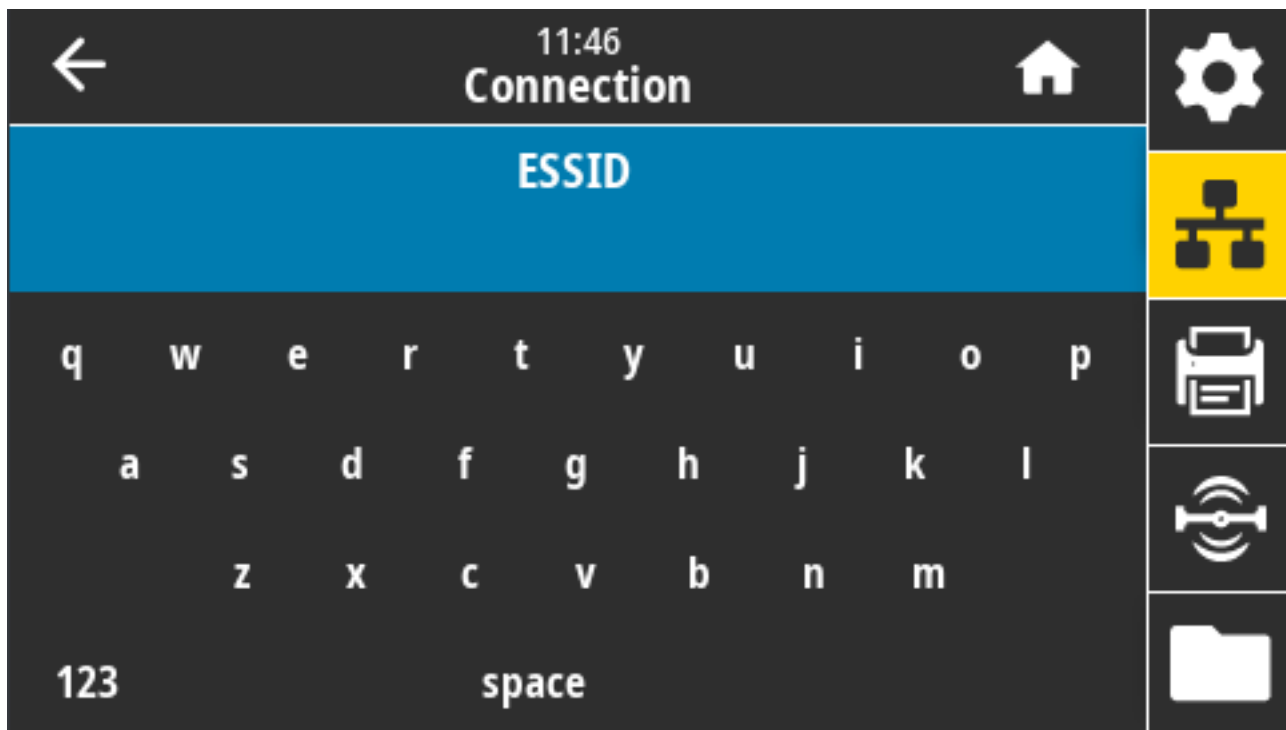 11:46
Connection
ESSID
q w e r t y u i o p
a s d f g h j k l
z x c v b n m
123 space